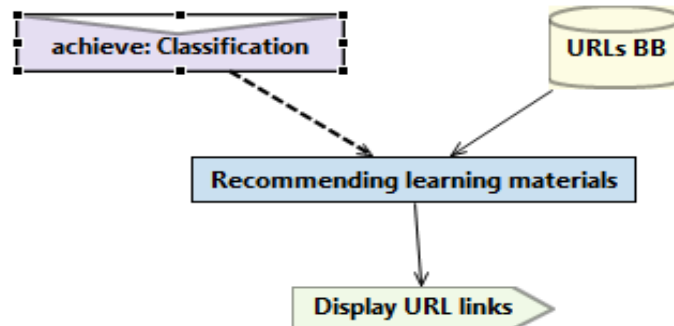 achieve: Classification
URLs BB
Recommending learning materials
Display URL links